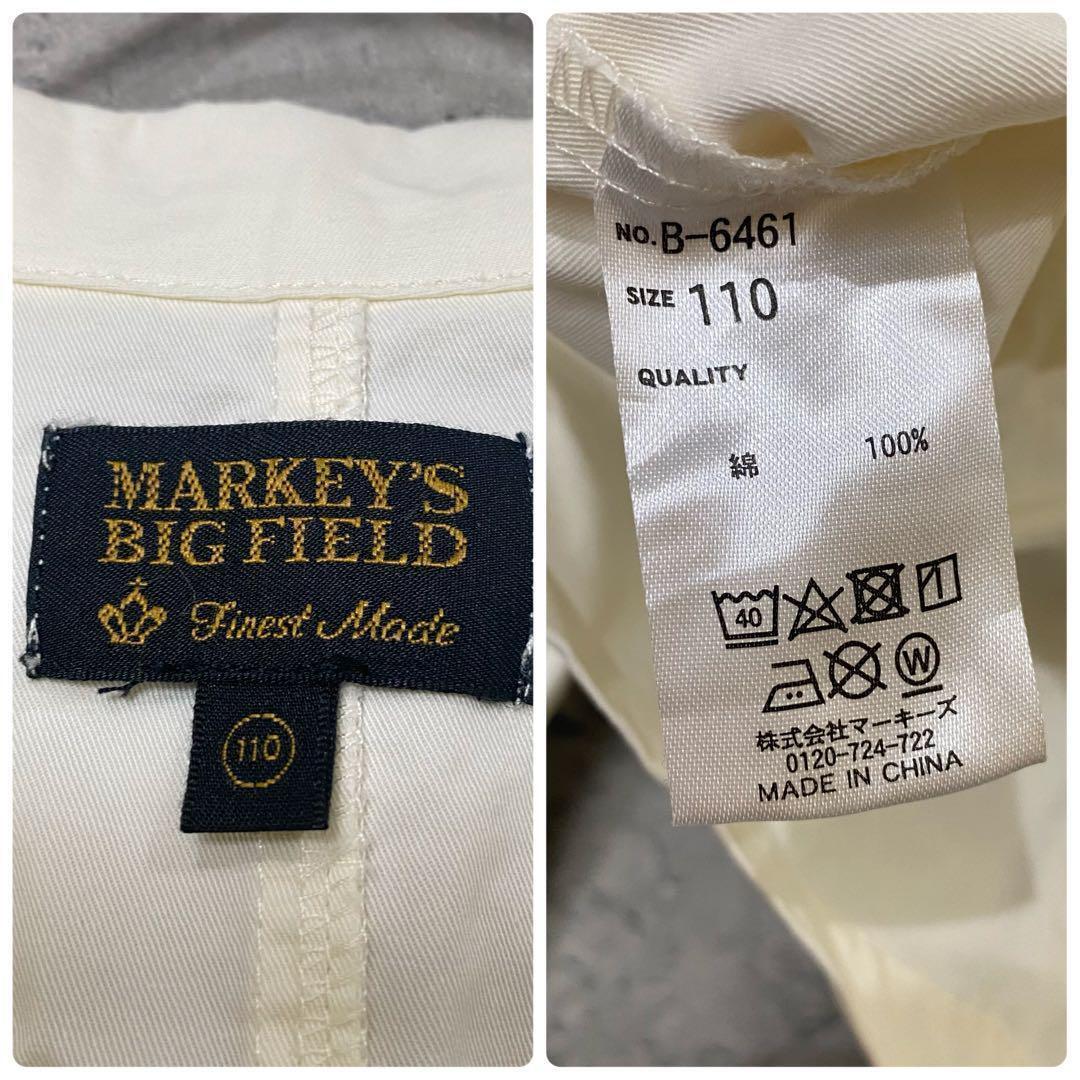 MARKEY'S
BIG FIELD
Finest Made
110
NO. B-6461
SIZE 110
QUALITY
綿 100%
40
W
株式会社マーキーズ
0120-724-722
MADE IN CHINA